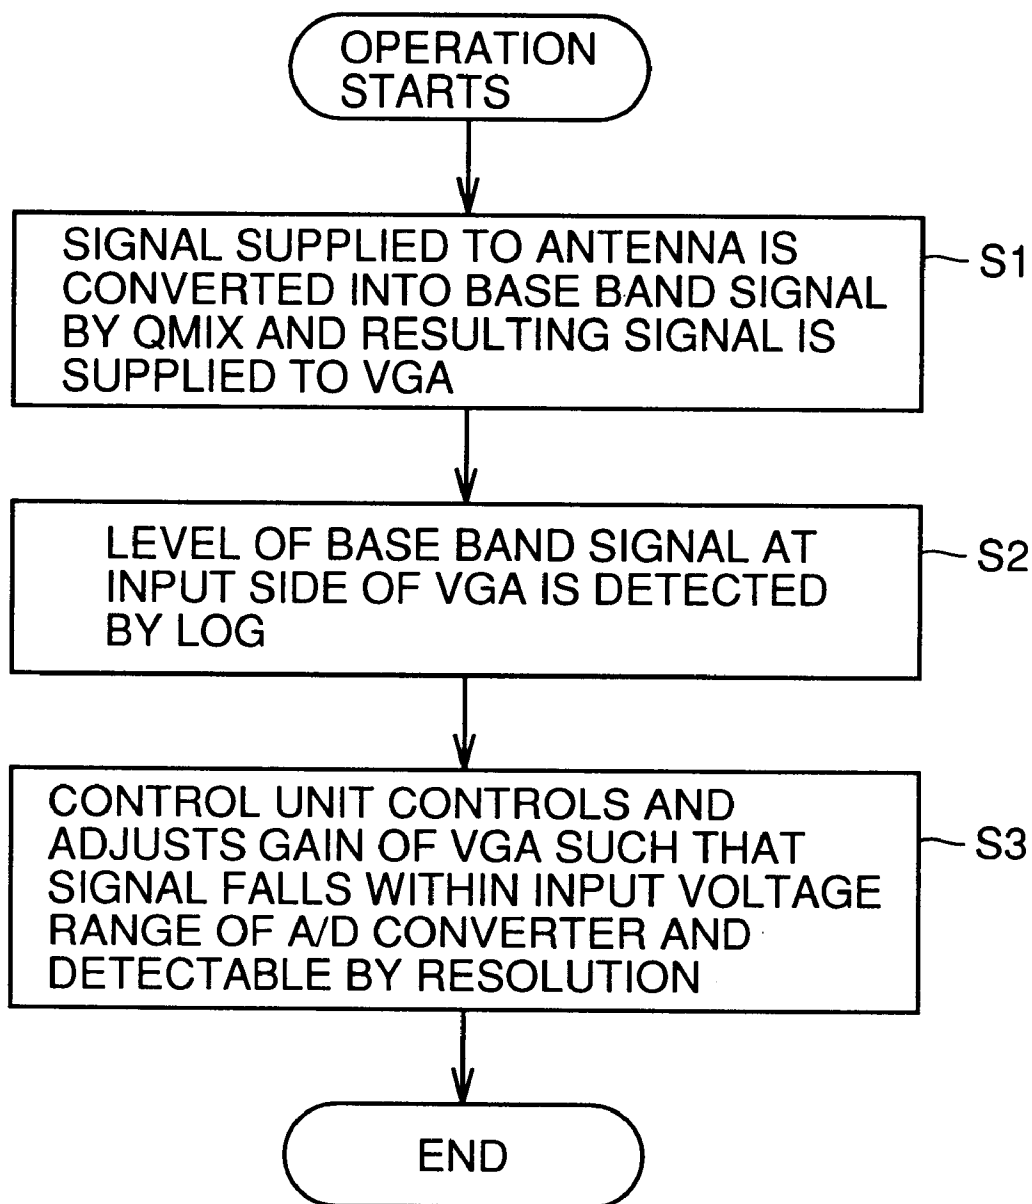 OPERATION
STARTS
SIGNAL SUPPLIED TO ANTENNA IS
CONVERTED INTO BASE BAND SIGNAL
BY QMIX AND RESULTING SIGNAL IS
SUPPLIED TO VGA
S1
LEVEL OF BASE BAND SIGNAL AT
INPUT SIDE OF VGA IS DETECTED
BY LOG
S2
CONTROL UNIT CONTROLS AND
ADJUSTS GAIN OF VGA SUCH THAT
SIGNAL FALLS WITHIN INPUT VOLTAGE
RANGE OF A/D CONVERTER AND
DETECTABLE BY RESOLUTION
S3
END